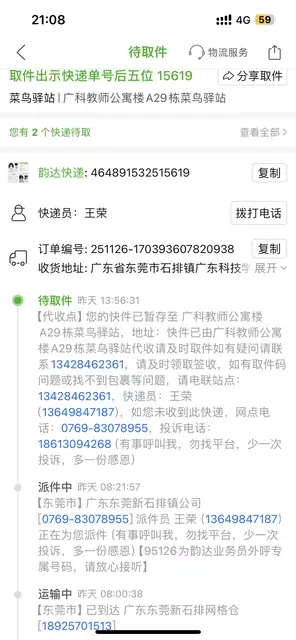 21:08
4G 59
待取件
物流服务
取件出示快递单号后五位 15619
分享取件
菜鸟驿站 | 广科教师公寓楼A29栋菜鸟驿站
您有 2 个快递待取
查看全部 >
韵达快递: 464891532515619
复制
快递员: 王荣
拨打电话
订单编号: 251126-170393607820938
复制
收货地址: 广东省东莞市石排镇广东科技学
展开
待取件 昨天 13:56:31
【代收点】您的快件已暂存至 广科教师公寓楼
A29栋菜鸟驿站，地址：快件已由广科教师公寓
楼A29栋菜鸟驿站代收请及时取件如有疑问请联
系13428462361，请及时领取签收，如有取件码
问题或找不到包裹等问题，请电联站点：
13428462361，快递员：王荣
(13649847187)，如您未收到此快递，网点电
话：0769-83078955，投诉电话：
18613094268 (有事呼叫我，勿找平台，少一次
投诉，多一份感恩)
派件中 昨天 08:21:57
【东莞市】广东东莞新石排镇公司
[0769-83078955] 派件员 王荣 (13649847187)
正在为您派件 (有事呼叫我，勿找平台，少一次
投诉，多一份感恩)【95126为韵达业务员外呼专
属号码，请放心接听】
运输中 昨天 08:00:38
【东莞市】已到达 广东东莞新石排网格仓
[18925701513]